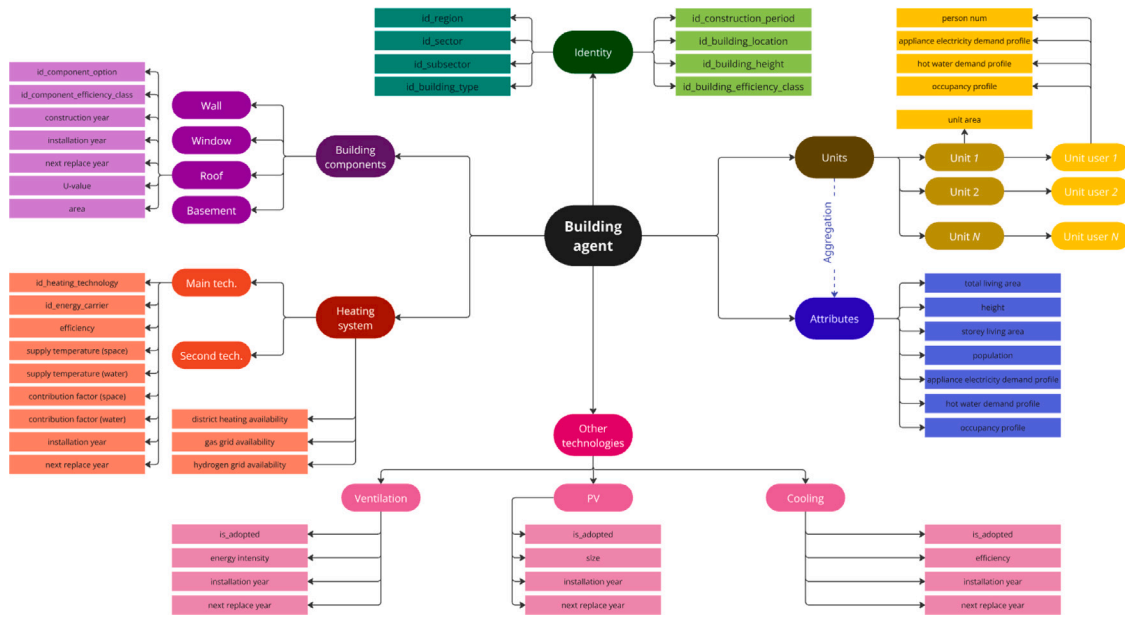 id_region
id_sector
id_subsector
id_building_type
Identity
id_construction_period
id_building_location
id_building_height
id_building_efficiency_class
person num
appliance electricity demand profile
hot water demand profile
occupancy profile
unit area
Units
Unit 1
Unit user 1
Unit 2
Unit user 2
Unit N
Unit user N
id_component_option
id_component_efficiency_class
construction year
installation year
next replace year
U-value
area
Wall
Window
Roof
Basement
Building
components
Building
agent
Aggregation
Attributes
total living area
height
storey living area
population
appliance electricity demand profile
hot water demand profile
occupancy profile
id_heating_technology
id_energy_carrier
efficiency
supply temperature (space)
supply temperature (water)
contribution factor (space)
contribution factor (water)
installation year
next replace year
Main tech.
Second tech.
Heating
system
district heating availability
gas grid availability
hydrogen grid availability
Other
technologies
Ventilation
is_adopted
energy intensity
installation year
next replace year
PV
is_adopted
size
installation year
next replace year
Cooling
is_adopted
efficiency
installation year
next replace year